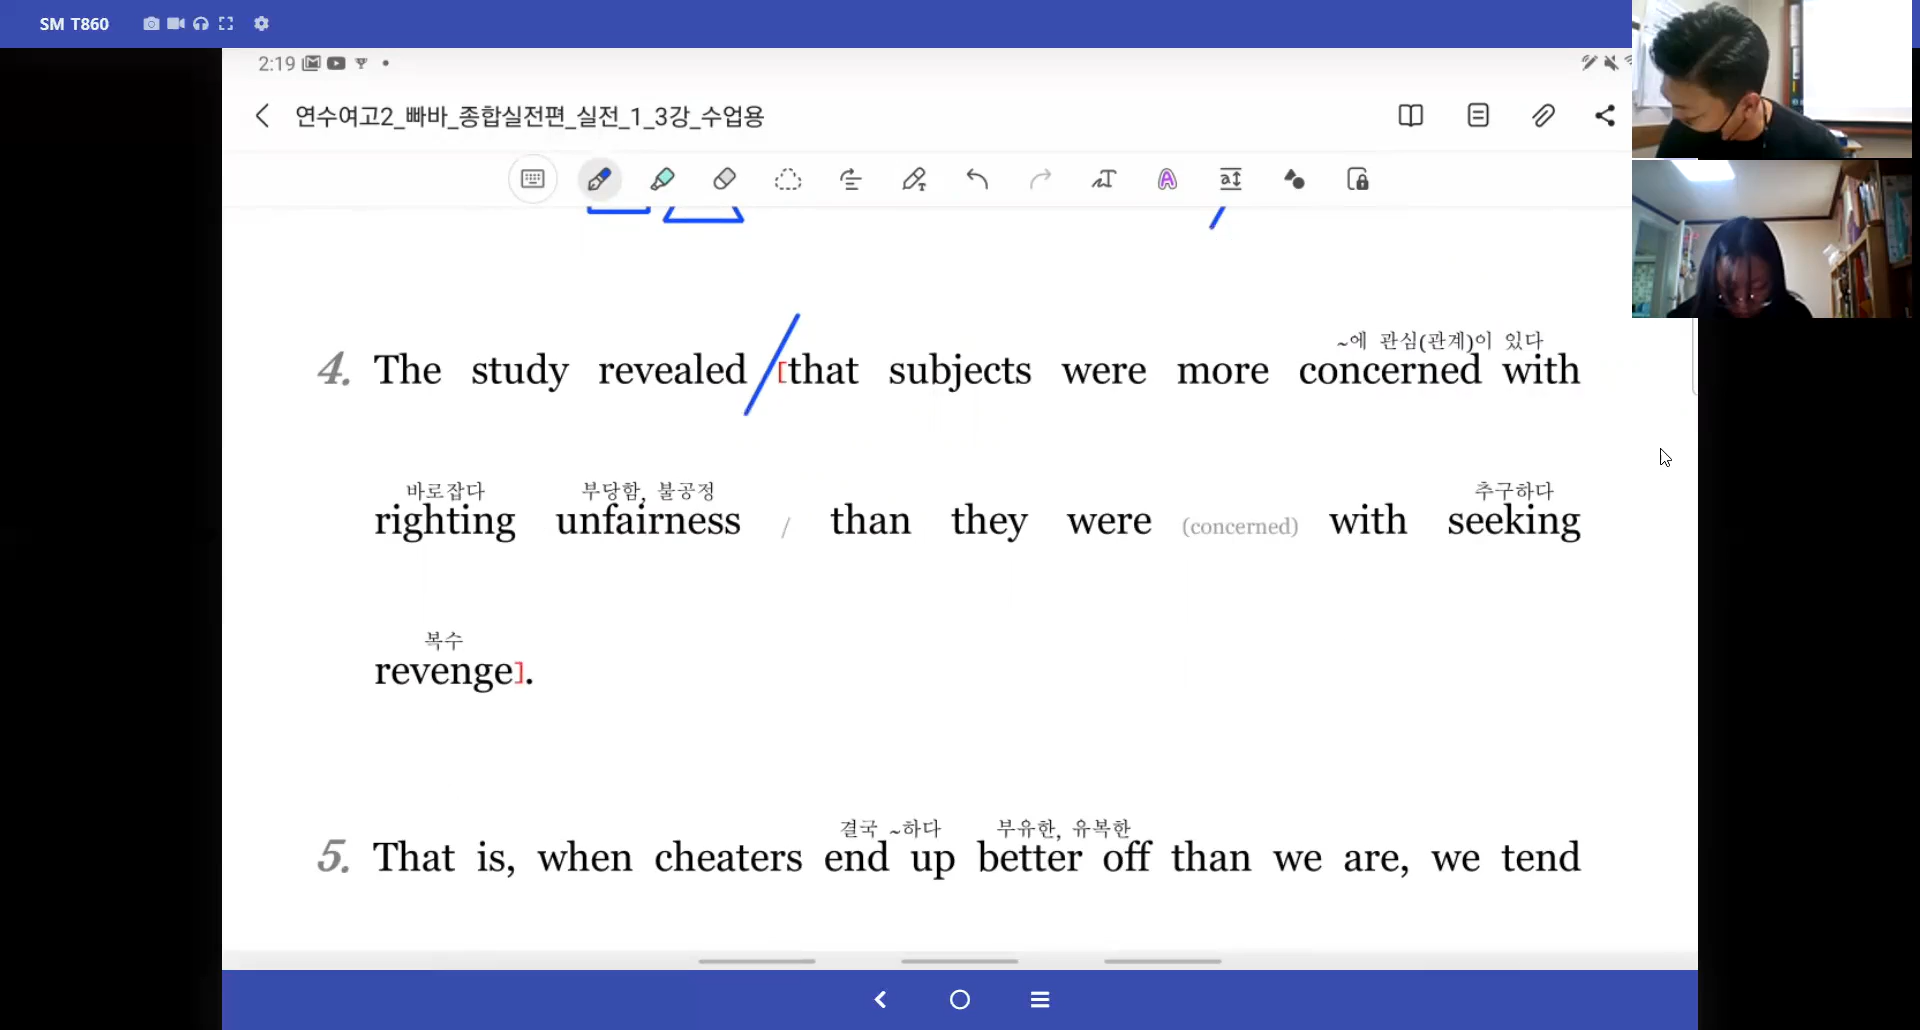 SM T860
2:19
연수여고2_빠바_종합실전편_실전_1_3강_수업용
~에 관심(관계)이 있다
4. The study revealed [that subjects were more concerned with
바로잡다 부당함, 불공정 추구하다
righting unfairness / than they were (concerned) with seeking
복수
revenge].
결국 ~하다 부유한, 유복한
5. That is, when cheaters end up better off than we are, we tend